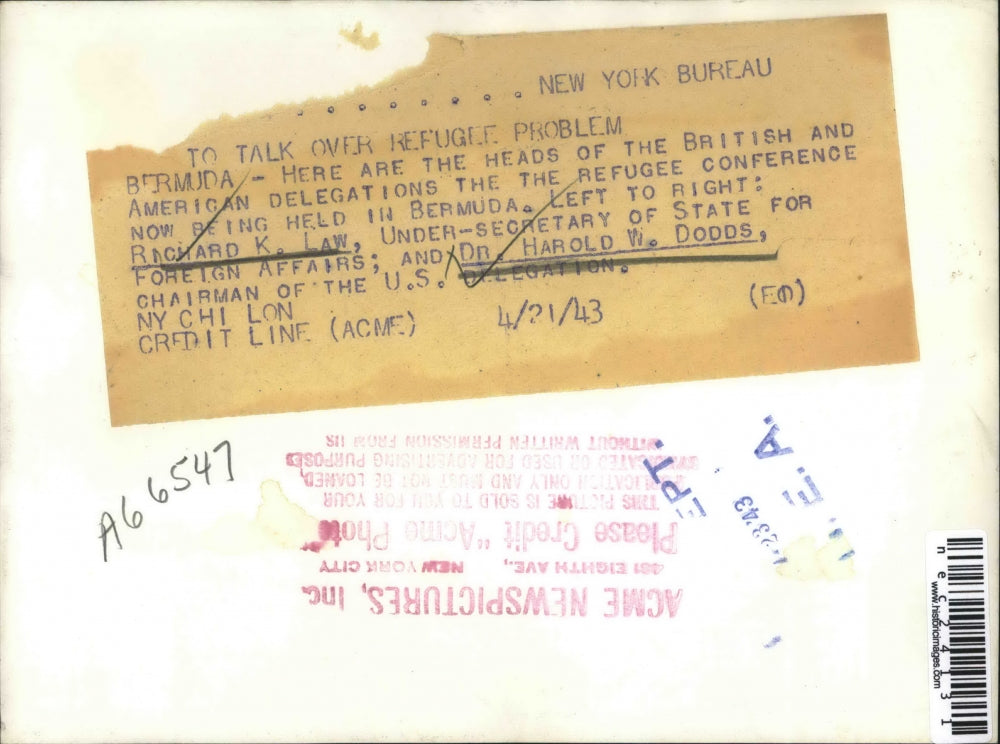 . . . . . . . . NEW YORK BUREAU
TO TALK OVER REFUGEE PROBLEM
BERMUDA – HERE ARE THE HEADS OF THE BRITISH AND
AMERICAN DELEGATIONS THE THE REFUGEE CONFERENCE
NOW BEING HELD IN BERMUDA. LEFT TO RIGHT:
RICHARD K. LAW, UNDER-SECRETARY OF STATE FOR
FOREIGN AFFAIRS; AND DR. HAROLD W. DODDS,
CHAIRMAN OF THE U.S. DELEGATION.
NY CHI LON
CREDIT LINE (ACME) 4/21/43 (ED)
A66547
ACME NEWSPICTURES, Inc.
461 EIGHTH AVE., NEW YORK CITY
Please Credit "Acme Photo"
THIS PICTURE IS SOLD TO YOU FOR YOUR
PUBLICATION ONLY AND MUST NOT BE LOANED,
SYNDICATED OR USED FOR ADVERTISING PURPOSES
WITHOUT WRITTEN PERMISSION FROM US
EPT.
23'43
E. A.
nec24131
www.historicimages.com